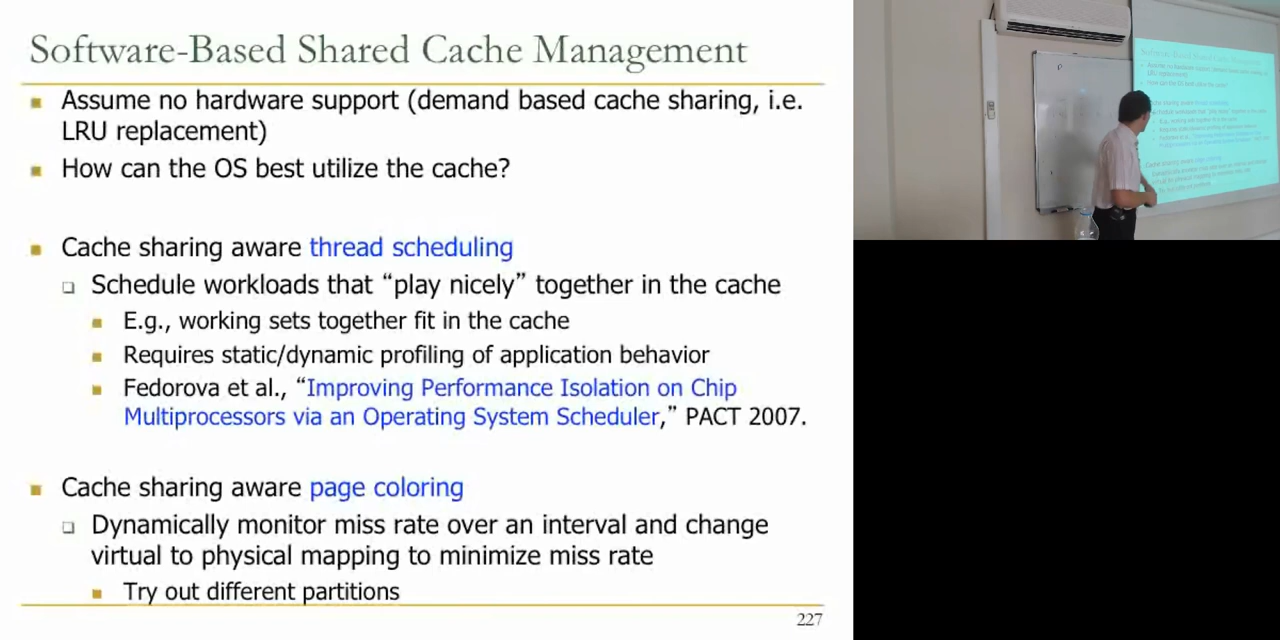 Software-Based Shared Cache Management
Assume no hardware support (demand based cache sharing, i.e.
LRU replacement)
How can the OS best utilize the cache?
Cache sharing aware thread scheduling
Schedule workloads that “play nicely” together in the cache
E.g., working sets together fit in the cache
Requires static/dynamic profiling of application behavior
Fedorova et al., “Improving Performance Isolation on Chip
Multiprocessors via an Operating System Scheduler,” PACT 2007.
Cache sharing aware page coloring
Dynamically monitor miss rate over an interval and change
virtual to physical mapping to minimize miss rate
Try out different partitions
227